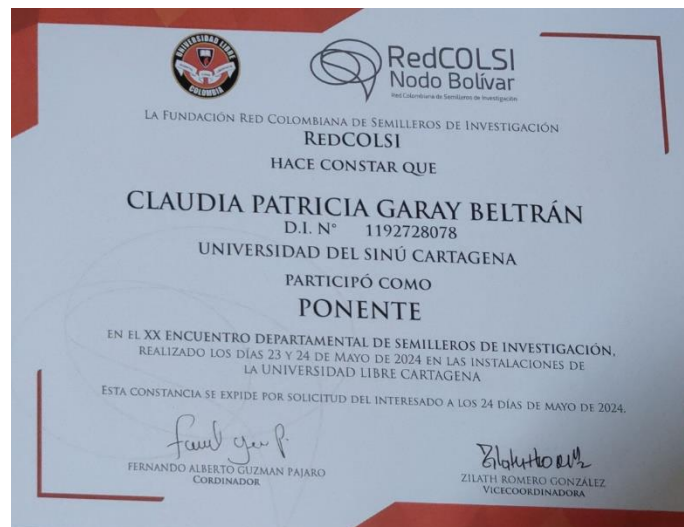 UNIVERSIDAD LIBRE
COLOMBIA
RedCOLSI
Nodo Bolívar
Red Colombiana de Semilleros de Investigación
LA FUNDACIÓN RED COLOMBIANA DE SEMILLEROS DE INVESTIGACIÓN
REDCOLSI
HACE CONSTAR QUE
CLAUDIA PATRICIA GARAY BELTRÁN
D.I. N° 1192728078
UNIVERSIDAD DEL SINÚ CARTAGENA
PARTICIPÓ COMO
PONENTE
EN EL XX ENCUENTRO DEPARTAMENTAL DE SEMILLEROS DE INVESTIGACIÓN,
REALIZADO LOS DÍAS 23 Y 24 DE MAYO DE 2024 EN LAS INSTALACIONES DE
LA UNIVERSIDAD LIBRE CARTAGENA
ESTA CONSTANCIA SE EXPIDE POR SOLICITUD DEL INTERESADO A LOS 24 DÍAS DE MAYO DE 2024.
FERNANDO ALBERTO GUZMAN PAJARO
CORDINADOR
ZILATH ROMERO GONZÁLEZ
VICECOORDINADORA